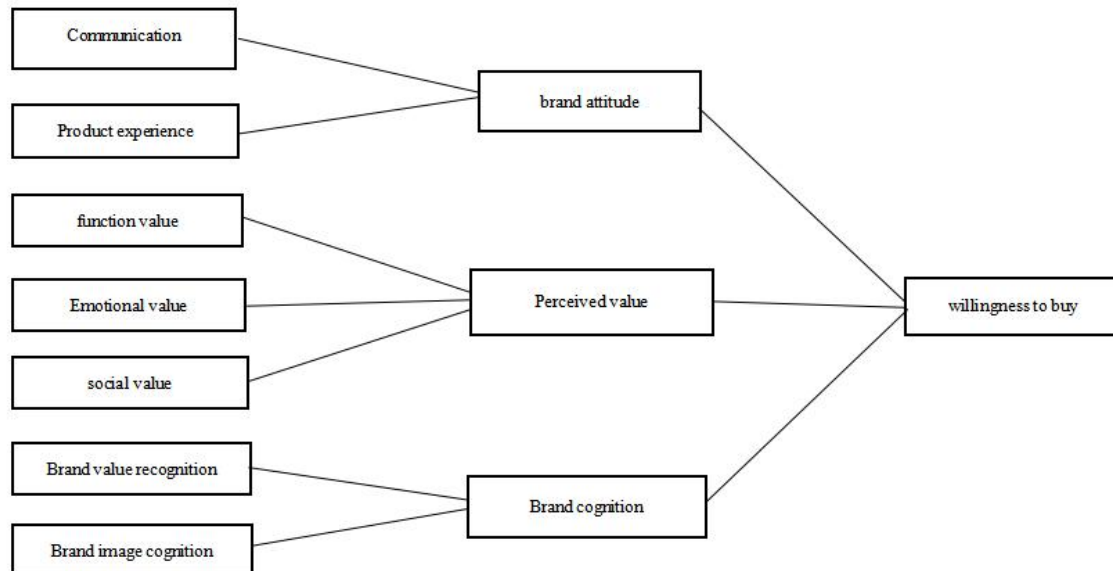 Communication
Product experience
function value
Emotional value
social value
Brand value recognition
Brand image cognition
brand attitude
Perceived value
Brand cognition
willingness to buy